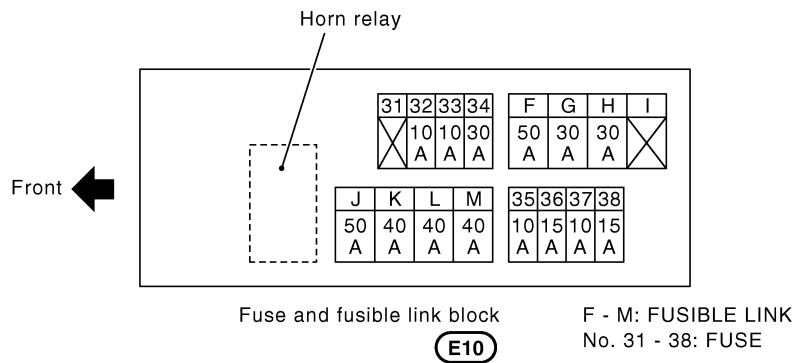 Horn relay
31 32 33 34 F G H I
10 A 10 A 30 A 50 A 30 A 30 A
Front
J K L M 35 36 37 38
50 A 40 A 40 A 40 A 10 A 15 A 10 A 15 A
Fuse and fusible link block
E10
F - M: FUSIBLE LINK
No. 31 - 38: FUSE